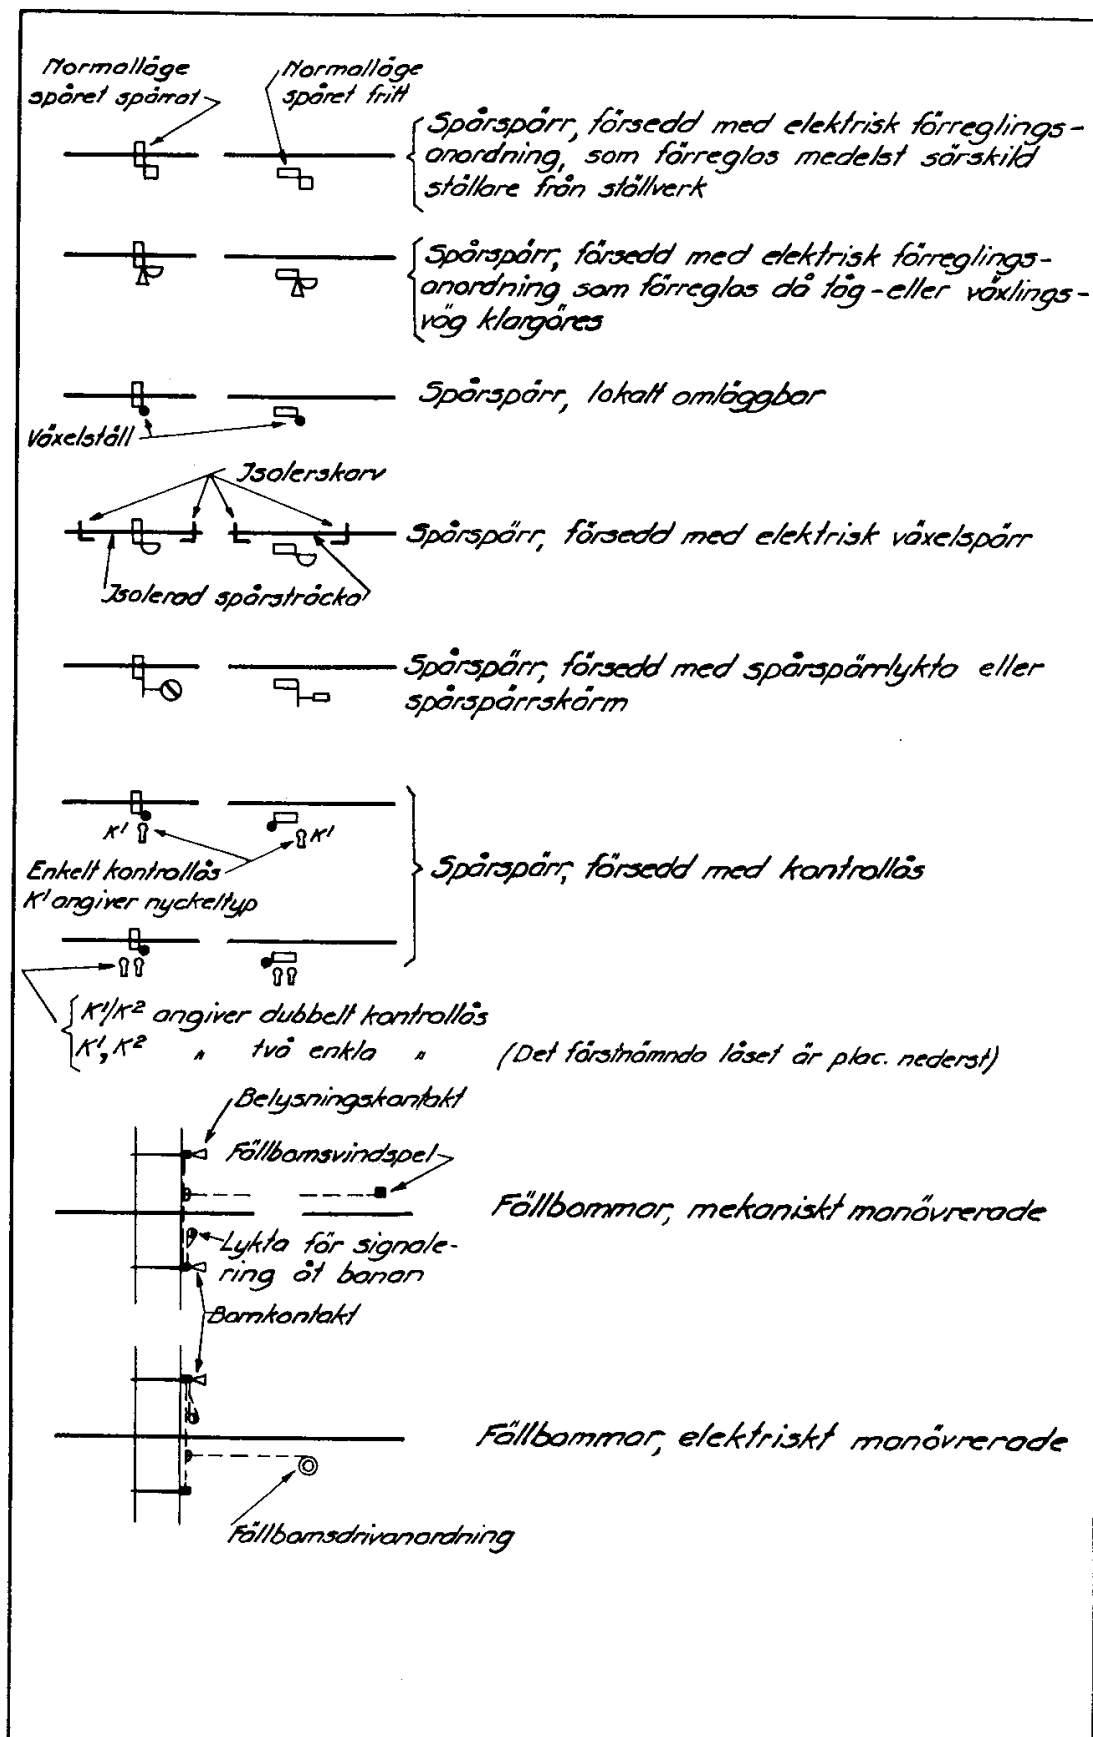 Normalläge
spåret spärrat
Normalläge
spåret fritt
Spårspärr, försedd med elektrisk förreglings-
anordning, som förreglas medelst särskild
ställare från ställverk
Spårspärr, försedd med elektrisk förreglings-
anordning som förreglas då tåg- eller växlings-
väg klargöres
Spårspärr, lokalt omläggbar
Växelställ
Isolerskarv
Spårspärr, försedd med elektrisk växelspärr
Isolerad spårsträcka
Spårspärr, försedd med spårspärrlykta eller
spårspärrskärm
K1
K1
Enkelt kontrollås
K1 angiver nyckeltyp
Spårspärr, försedd med kontrollås
K1/K2 angiver dubbelt kontrollås
K1, K2 " två enkla " (Det förstnämnda låset är plac. nederst)
Belysningskontakt
Fällbomsvindspel
Fällbommar, mekaniskt manövrerade
Lykta för signale-
ring åt banan
Bomkontakt
Fällbommar, elektriskt manövrerade
Fällbomsdrivanordning